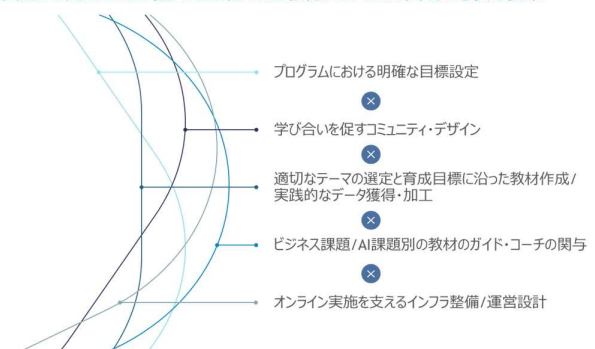 プログラムにおける明確な目標設定
×
学び合いを促すコミュニティ・デザイン
×
適切なテーマの選定と育成目標に沿った教材作成/
実践的なデータ獲得・加工
×
ビジネス課題/AI課題別の教材のガイド・コーチの関与
×
オンライン実施を支えるインフラ整備/運営設計